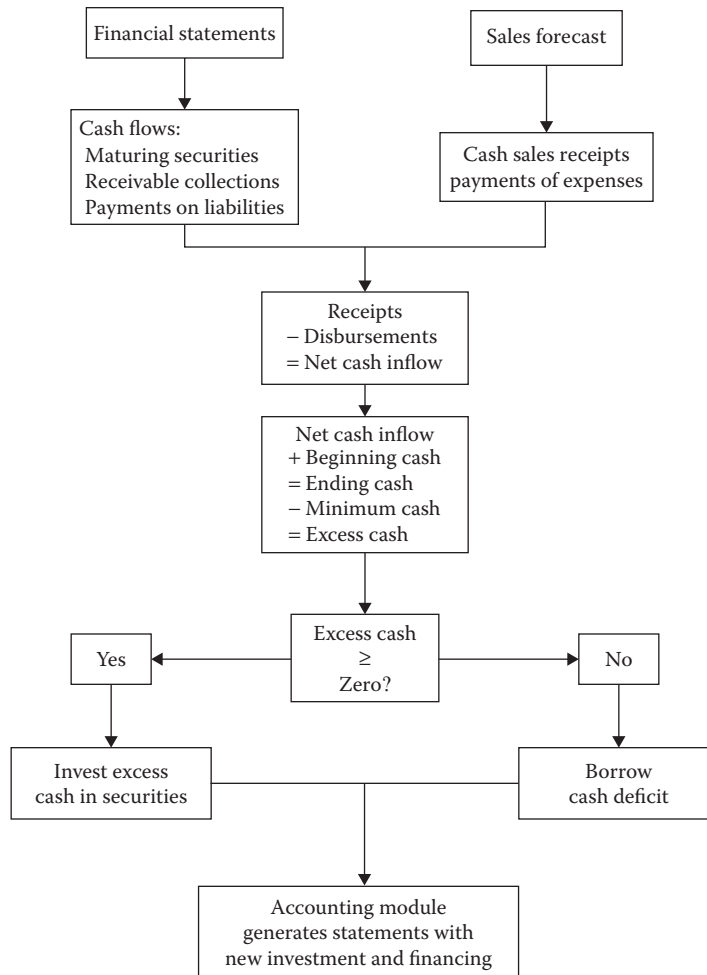 Financial statements
Sales forecast
Cash flows:
Maturing securities
Receivable collections
Payments on liabilities
Cash sales receipts
payments of expenses
Receipts
− Disbursements
= Net cash inflow
Net cash inflow
+ Beginning cash
= Ending cash
− Minimum cash
= Excess cash
Excess cash
≥
Zero?
Yes
No
Invest excess
cash in securities
Borrow
cash deficit
Accounting module
generates statements with
new investment and financing